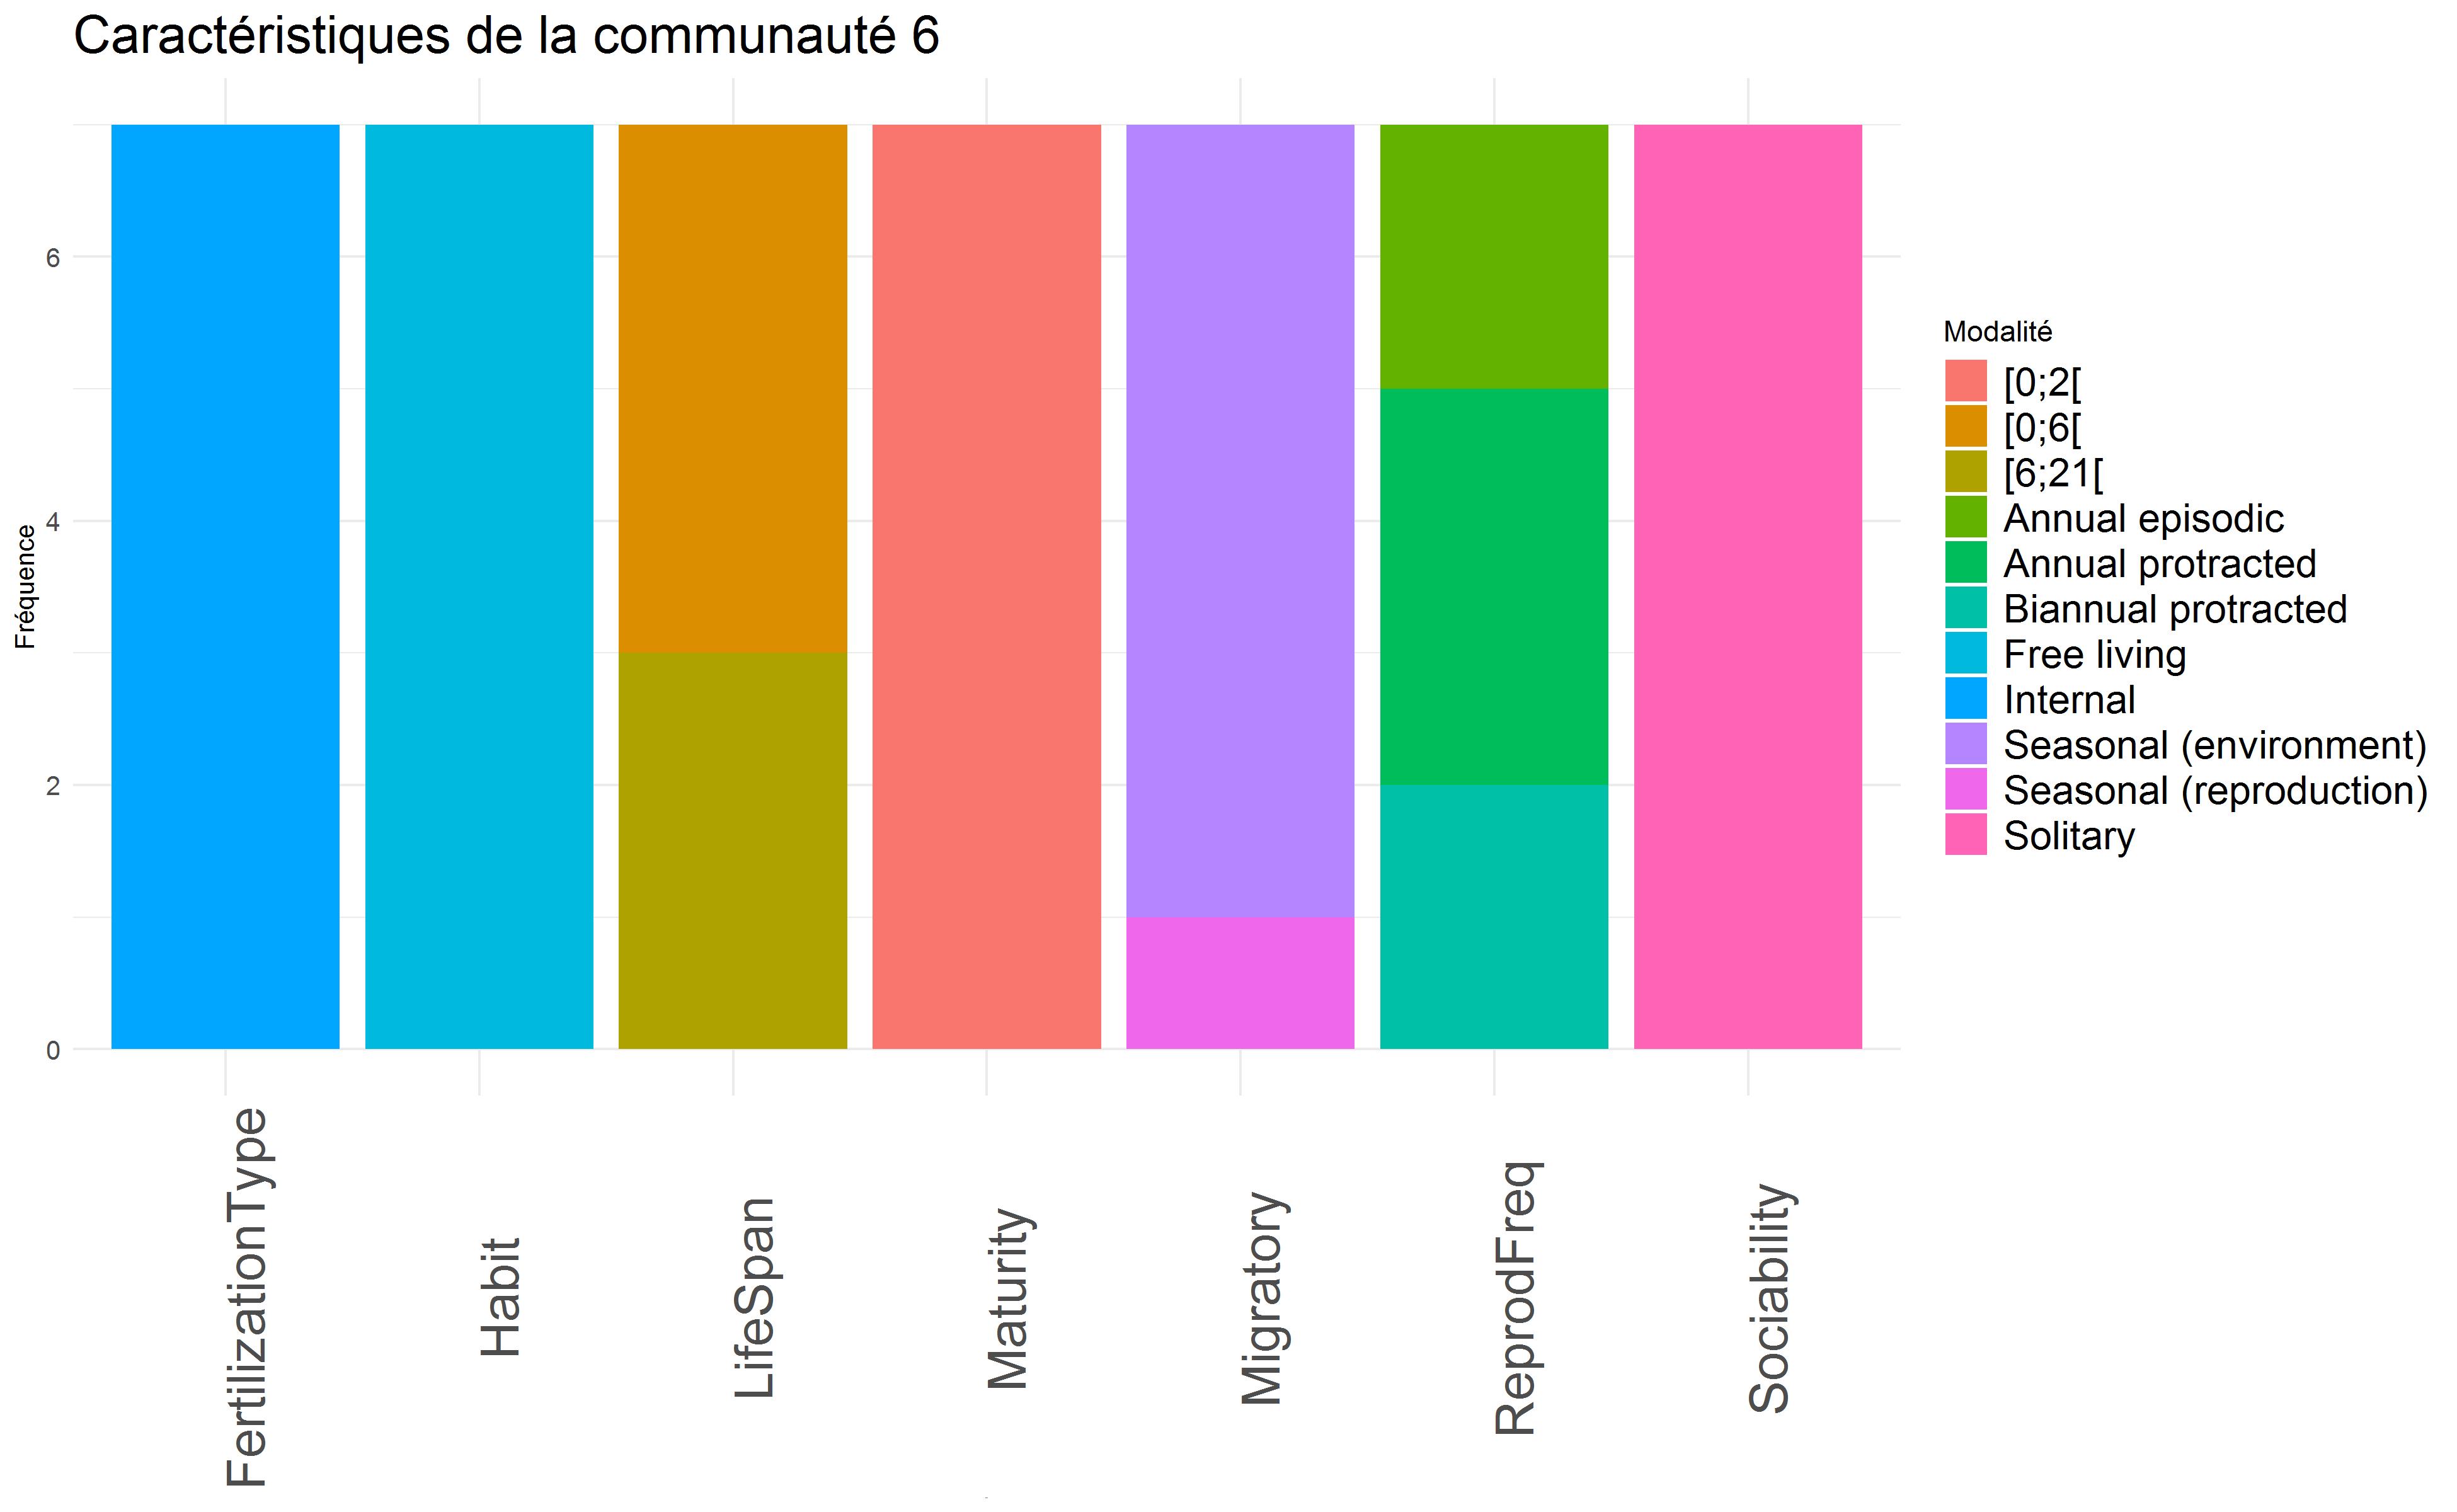 Caractéristiques de la communauté 6
Fréquence
6
4
2
0
FertilizationType
Habit
LifeSpan
Maturity
Migratory
ReprodFreq
Sociability
Modalité
[0;2[
[0;6[
[6;21[
Annual episodic
Annual protracted
Biannual protracted
Free living
Internal
Seasonal (environment)
Seasonal (reproduction)
Solitary